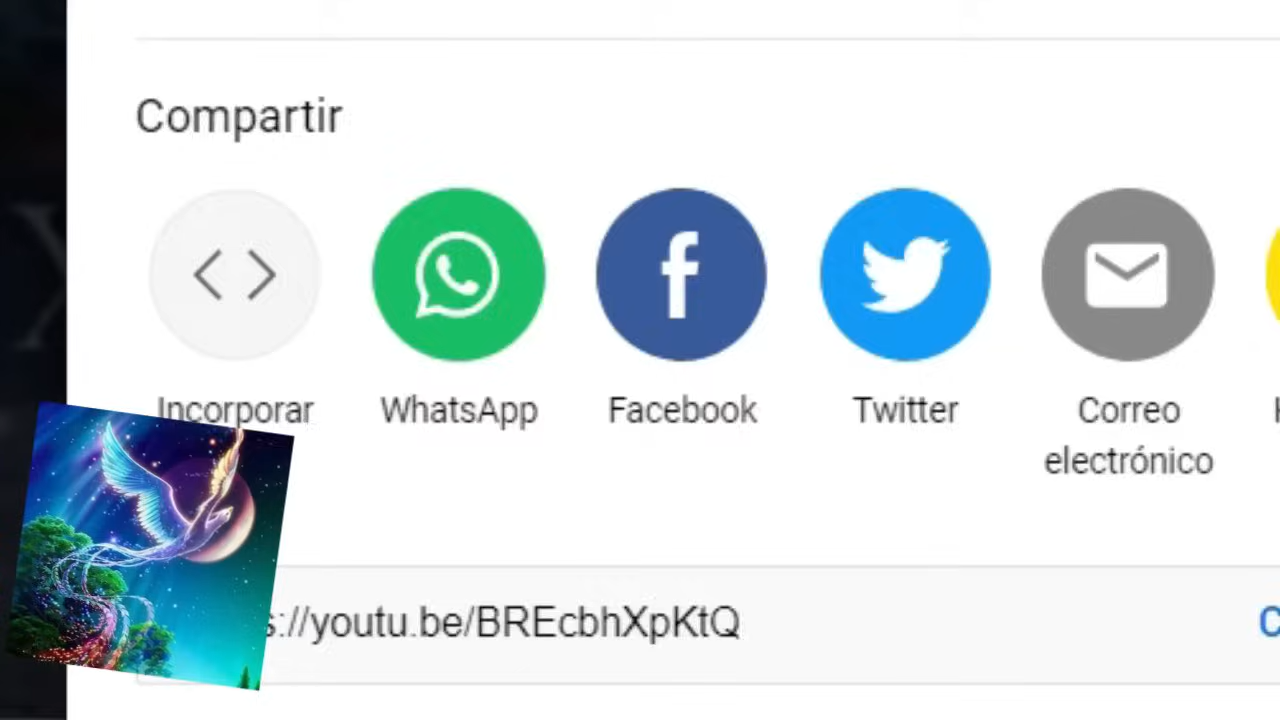 Compartir
Incorporar
WhatsApp
Facebook
Twitter
Correo
electrónico
s://youtu.be/BREcbhXpKtQ